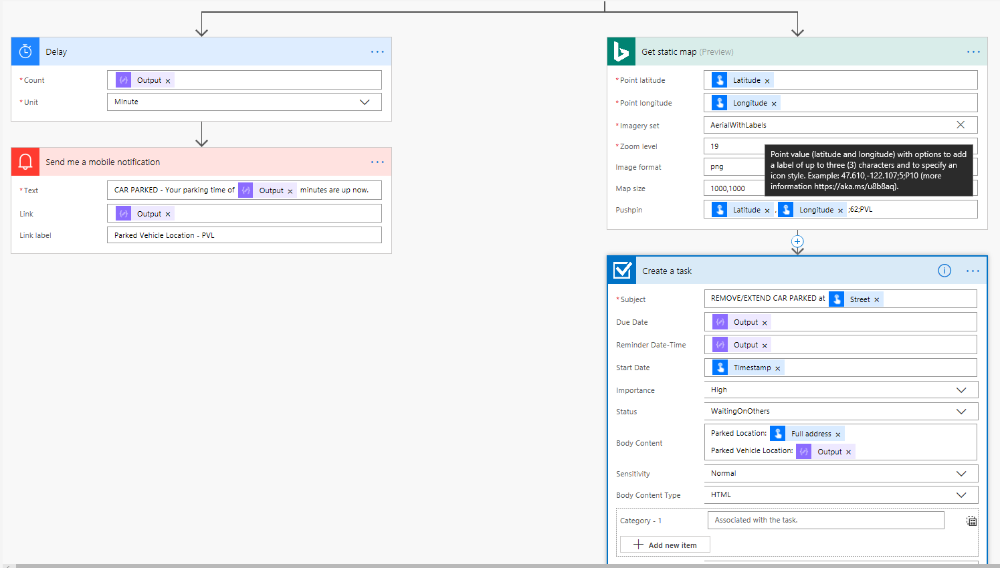 Delay
* Count
Output ×
* Unit
Minute
Send me a mobile notification
* Text
CAR PARKED - Your parking time of Output × minutes are up now.
Link
Output ×
Link label
Parked Vehicle Location - PVL
Get static map (Preview)
* Point latitude
Latitude ×
* Point longitude
Longitude ×
* Imagery set
AerialWithLabels
* Zoom level
19
Image format
png
Map size
1000,1000
Point value (latitude and longitude) with options to add
a label of up to three (3) characters and to specify an
icon style. Example: 47.610,-122.107;5;P10 (more
information https://aka.ms/u8b8aq).
Pushpin
Latitude × , Longitude × ;62;PVL
Create a task
* Subject
REMOVE/EXTEND CAR PARKED at Street ×
Due Date
Output ×
Reminder Date-Time
Output ×
Start Date
Timestamp ×
Importance
High
Status
WaitingOnOthers
Body Content
Parked Location: Full address ×
Parked Vehicle Location: Output ×
Sensitivity
Normal
Body Content Type
HTML
Category - 1
Associated with the task.
Add new item